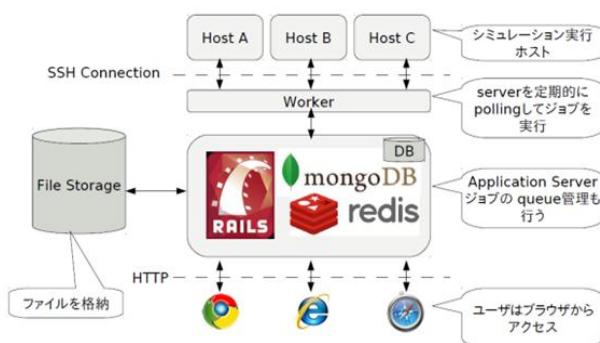 Host A
Host B
Host C
シミュレーション実行
ホスト
SSH Connection
Worker
serverを定期的に
pollingしてジョブを
実行
DB
File Storage
RAILS
mongoDB
redis
Application Server
ジョブの queue管理も
行う
HTTP
ファイルを格納
ユーザはブラウザから
アクセス